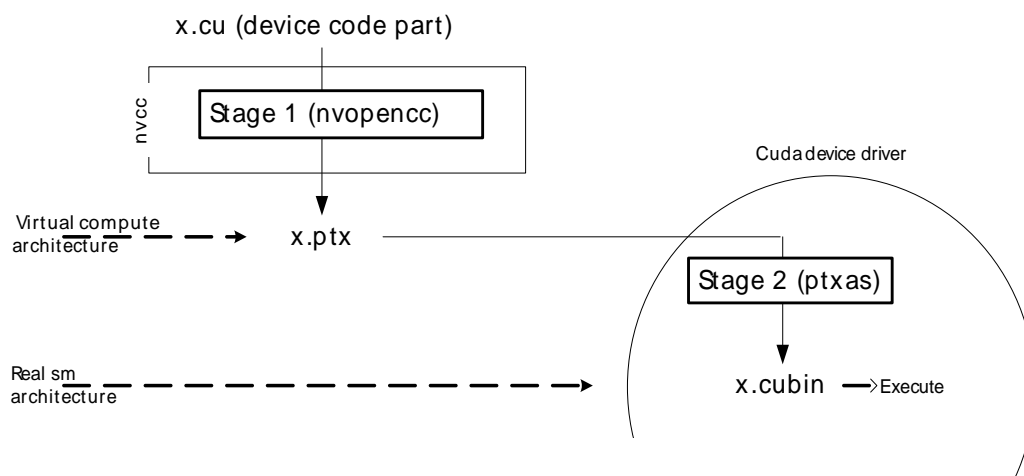 x.cu (device code part)
nvcc
Stage 1 (nvopencc)
Cuda device driver
Virtual compute
architecture
x.ptx
Stage 2 (ptxas)
Real sm
architecture
x.cubin
Execute